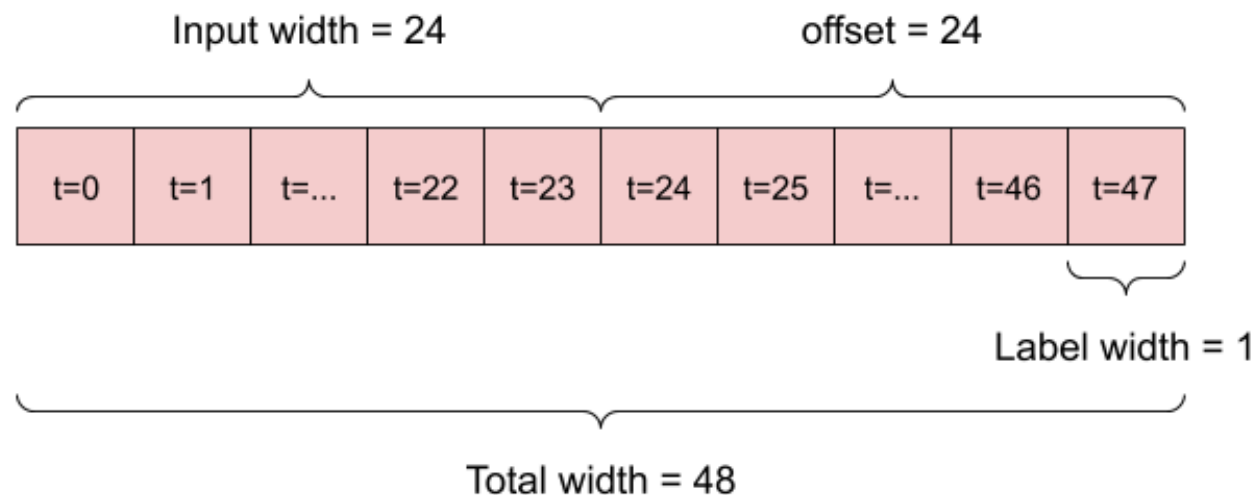 Input width = 24 offset = 24
t=0 t=1 t=... t=22 t=23 t=24 t=25 t=... t=46 t=47
Label width = 1
Total width = 48